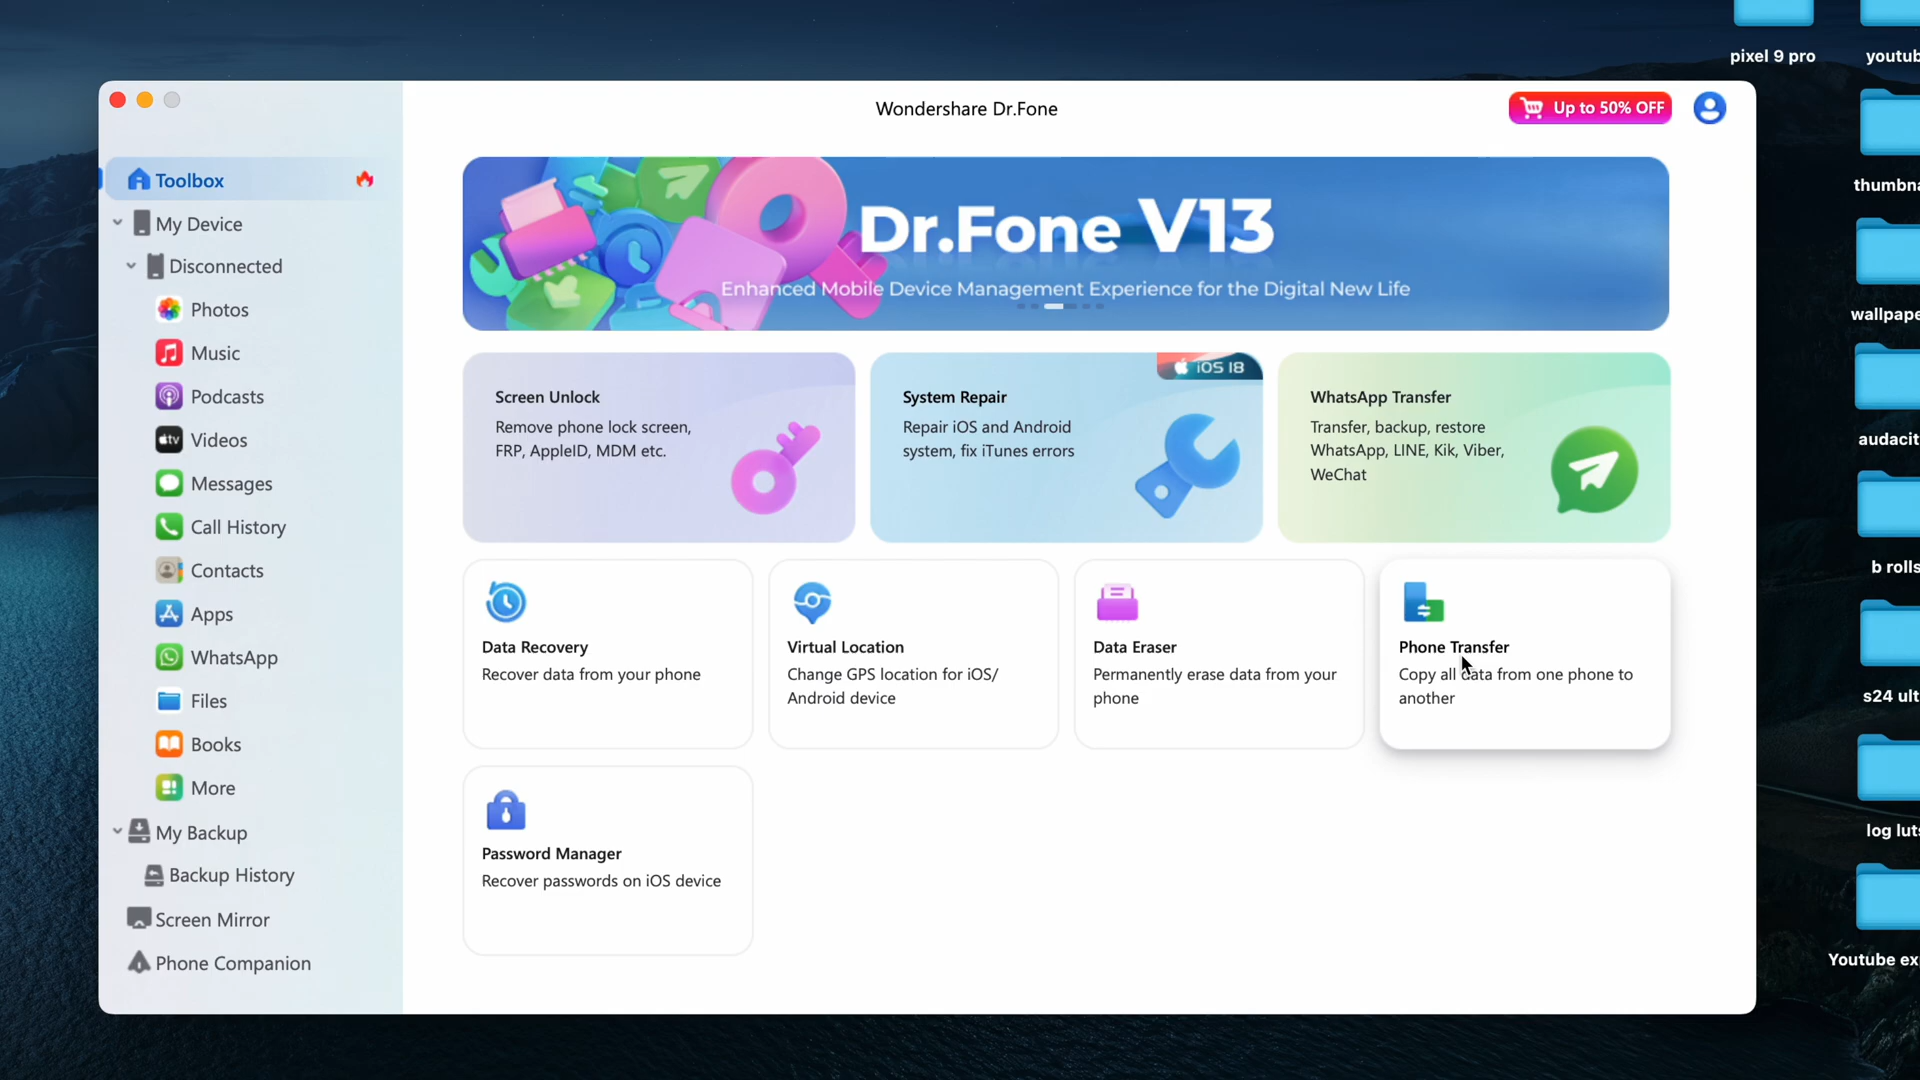 pixel 9 pro
youtub
Wondershare Dr.Fone
Up to 50% OFF
thumbna
wallpape
audacit
b rolls
s24 ult
log luts
Youtube ex
Toolbox
My Device
Disconnected
Photos
Music
Podcasts
tv
Videos
Messages
Call History
Contacts
Apps
WhatsApp
Files
Books
More
My Backup
Backup History
Screen Mirror
Phone Companion
Dr.Fone V13
Enhanced Mobile Device Management Experience for the Digital New Life
Screen Unlock
Remove phone lock screen,
FRP, AppleID, MDM etc.
iOS 18
System Repair
Repair iOS and Android
system, fix iTunes errors
WhatsApp Transfer
Transfer, backup, restore
WhatsApp, LINE, Kik, Viber,
WeChat
Data Recovery
Recover data from your phone
Virtual Location
Change GPS location for iOS/
Android device
Data Eraser
Permanently erase data from your
phone
Phone Transfer
Copy all data from one phone to
another
Password Manager
Recover passwords on iOS device